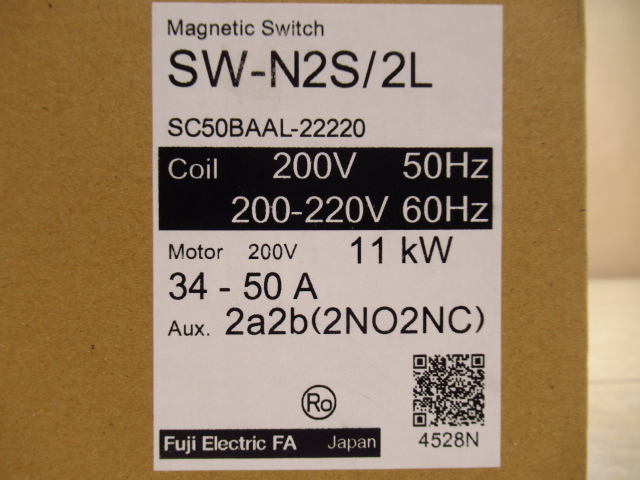 Magnetic Switch
SW-N2S/2L
SC50BAAL-22220
Coil 200V 50Hz
200-220V 60Hz
Motor 200V 11 kW
34 - 50 A
Aux. 2a2b(2NO2NC)
Ro
Fuji Electric FA Japan
4528N